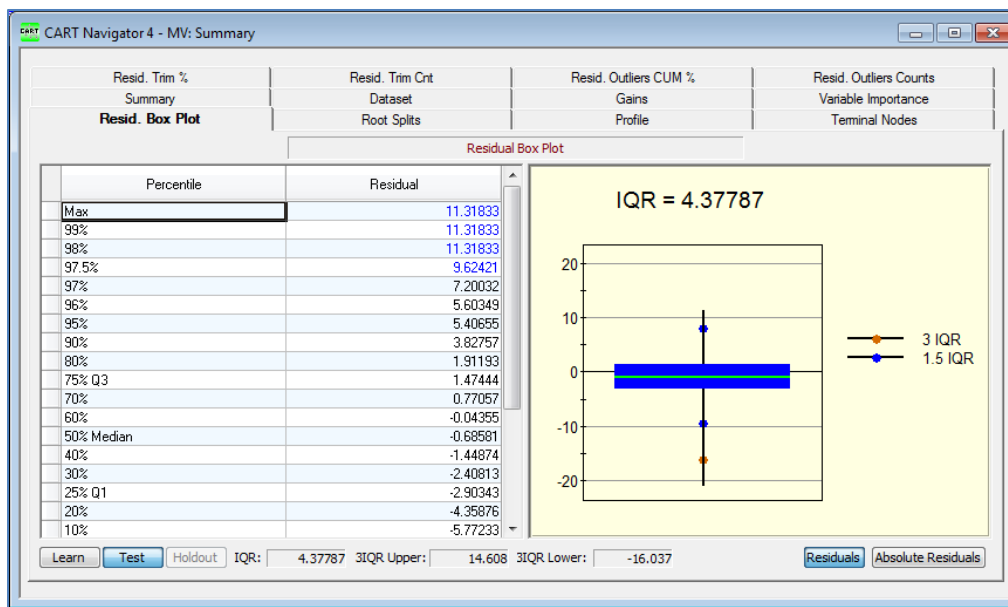 CART CART Navigator 4 - MV: Summary
Resid. Trim % Resid. Trim Cnt Resid. Outliers CUM % Resid. Outliers Counts
Summary Dataset Gains Variable Importance
Resid. Box Plot Root Splits Profile Terminal Nodes
Residual Box Plot
Percentile Residual
Max 11.31833
99% 11.31833
98% 11.31833
97.5% 9.62421
97% 7.20032
96% 5.60349
95% 5.40655
90% 3.82757
80% 1.91193
75% Q3 1.47444
70% 0.77057
60% -0.04355
50% Median -0.68581
40% -1.44874
30% -2.40813
25% Q1 -2.90343
20% -4.35876
10% -5.77233
IQR = 4.37787
20
10
0
-10
-20
3 IQR
1.5 IQR
Learn Test Holdout IQR: 4.37787 3IQR Upper: 14.608 3IQR Lower: -16.037 Residuals Absolute Residuals